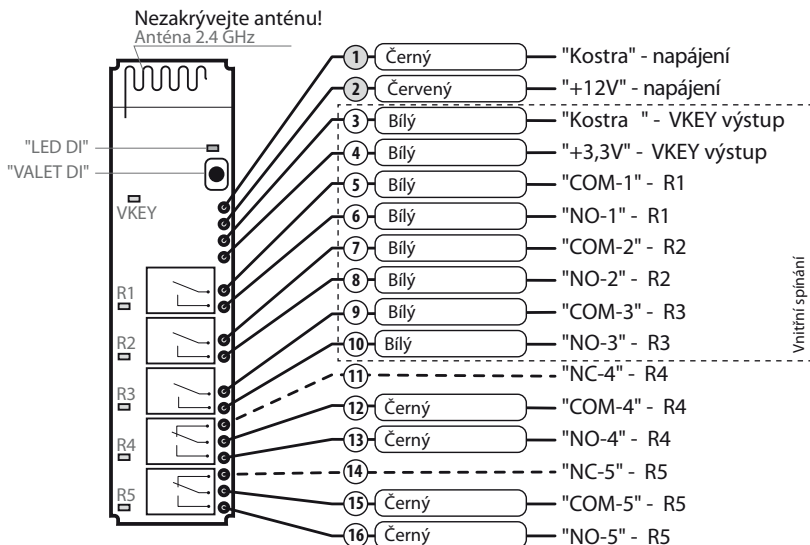 Nezakrývejte anténu!
Anténa 2.4 GHz
"LED DI"
"VALET DI"
VKEY
R1
R2
R3
R4
R5
1 Černý "Kostra" - napájení
2 Červený "+12V" - napájení
3 Bílý "Kostra " - VKEY výstup
4 Bílý "+3,3V" - VKEY výstup
5 Bílý "COM-1" - R1
6 Bílý "NO-1" - R1
7 Bílý "COM-2" - R2
8 Bílý "NO-2" - R2
9 Bílý "COM-3" - R3
10 Bílý "NO-3" - R3
11 "NC-4" - R4
12 Černý "COM-4" - R4
13 Černý "NO-4" - R4
14 "NC-5" - R5
15 Černý "COM-5" - R5
16 Černý "NO-5" - R5
Vnitřní spínání